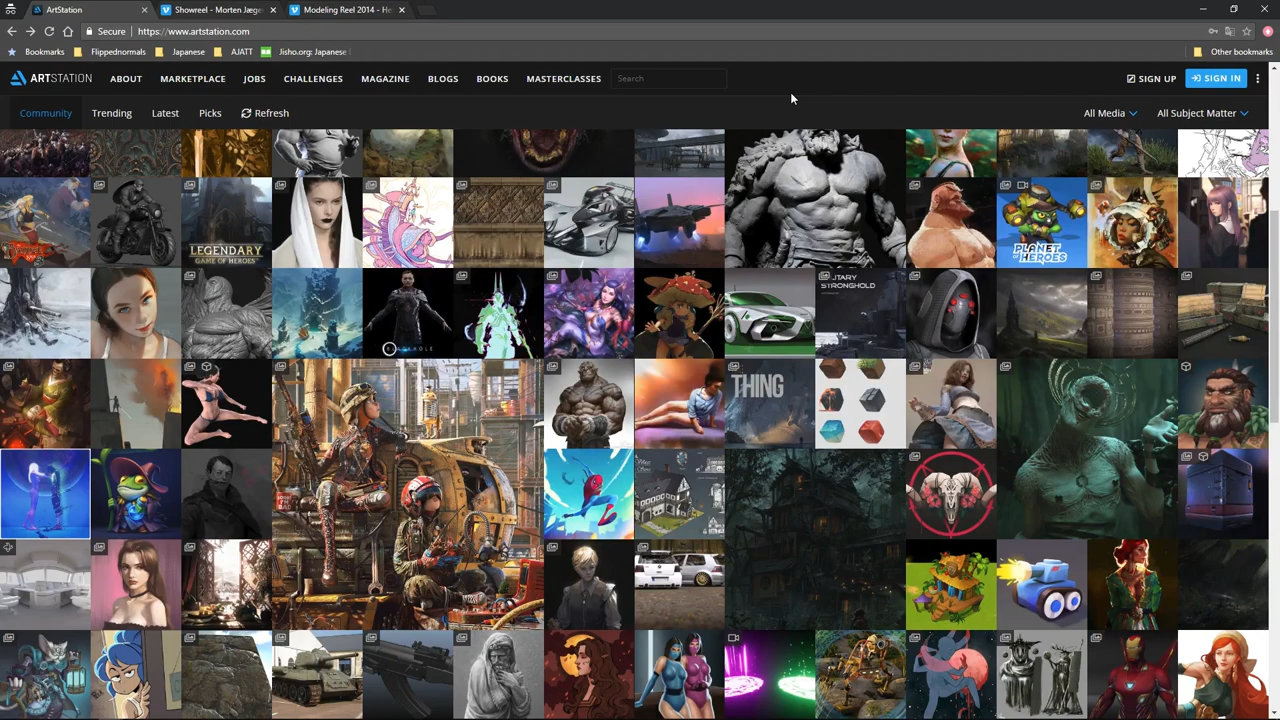 ArtStation
Showreel - Morten Jæge
Modeling Reel 2014 - He
Secure
https://www.artstation.com
Bookmarks
Flippednormals
Japanese
AJATT
Jisho.org: Japanese
Other bookmarks
ARTSTATION
ABOUT
MARKETPLACE
JOBS
CHALLENGES
MAGAZINE
BLOGS
BOOKS
MASTERCLASSES
Search
SIGN UP
SIGN IN
Community
Trending
Latest
Picks
Refresh
All Media
All Subject Matter
LEGENDARY
GAME OF HEROES
PLANET
OF HEROES
STRONGHOLD
THING